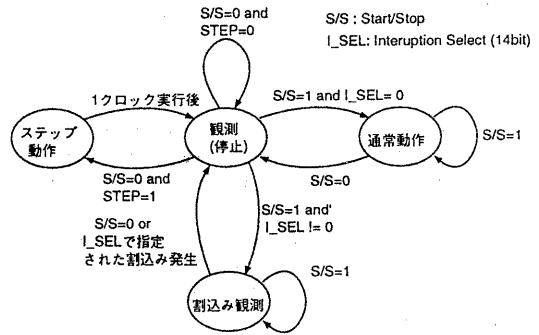 S/S=0 and
STEP=0
S/S : Start/Stop
I_SEL: Interuption Select (14bit)
1クロック実行後
S/S=1 and I_SEL= 0
ステップ
動作
観測
(停止)
通常動作
S/S=1
S/S=0 and
STEP=1
S/S=0
S/S=0 or
I_SELで指定
された割込み発生
S/S=1 and'
I_SEL != 0
S/S=1
割込み観測